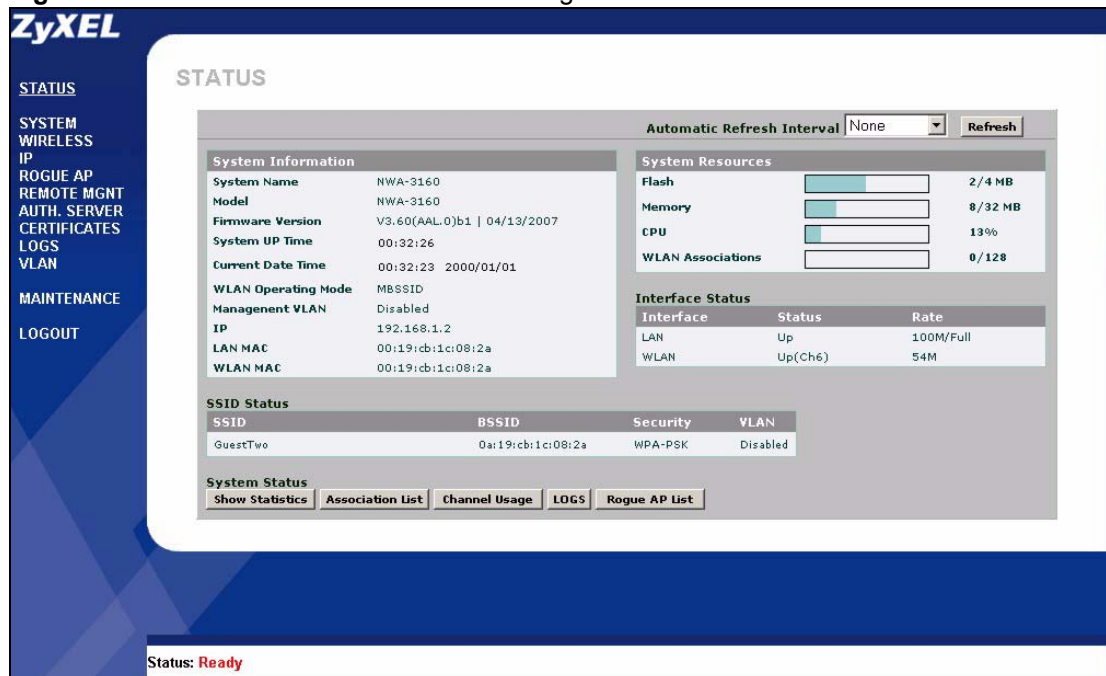 ZyXEL
STATUS
SYSTEM
WIRELESS
IP
ROGUE AP
REMOTE MGNT
AUTH. SERVER
CERTIFICATES
LOGS
VLAN
MAINTENANCE
LOGOUT
STATUS
Automatic Refresh Interval None Refresh
System Information
System Name NWA-3160
Model NWA-3160
Firmware Version V3.60(AAL.0)b1 | 04/13/2007
System UP Time 00:32:26
Current Date Time 00:32:23 2000/01/01
WLAN Operating Mode MBSSID
Managenent VLAN Disabled
IP 192.168.1.2
LAN MAC 00:19:cb:1c:08:2a
WLAN MAC 00:19:cb:1c:08:2a
System Resources
Flash 2/4 MB
Memory 8/32 MB
CPU 13%
WLAN Associations 0/128
Interface Status
Interface Status Rate
LAN Up 100M/Full
WLAN Up(Ch6) 54M
SSID Status
SSID BSSID Security VLAN
GuestTwo 0a:19:cb:1c:08:2a WPA-PSK Disabled
System Status
Show Statistics Association List Channel Usage LOGS Rogue AP List
Status: Ready